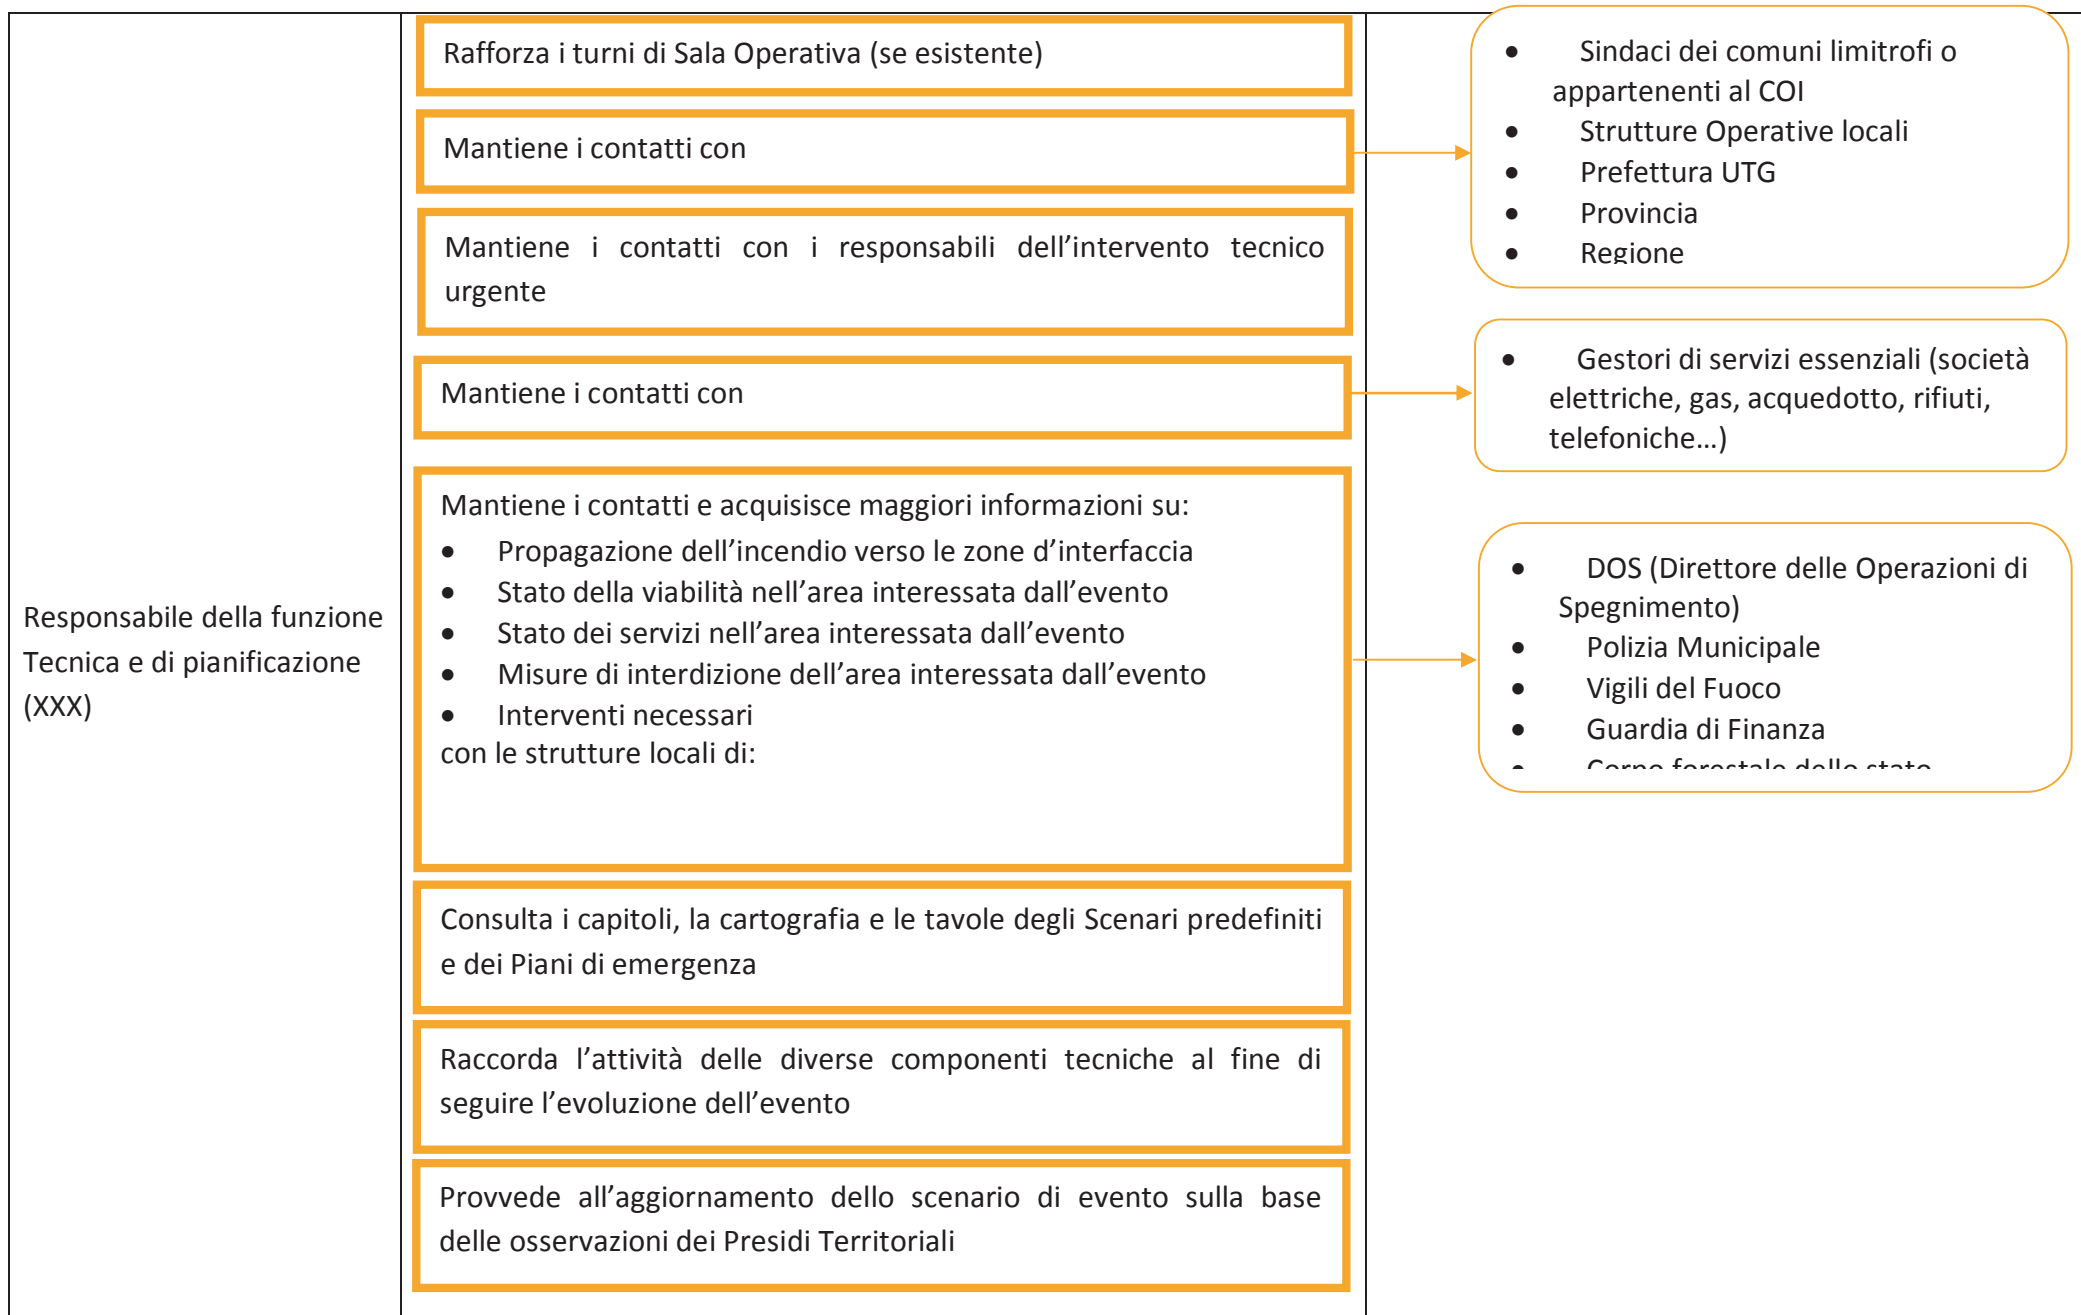 Responsabile della funzione
Tecnica e di pianificazione
(XXX)
Rafforza i turni di Sala Operativa (se esistente)
Mantiene i contatti con
Mantiene i contatti con i responsabili dell’intervento tecnico
urgente
Mantiene i contatti con
Mantiene i contatti e acquisisce maggiori informazioni su:
• Propagazione dell’incendio verso le zone d’interfaccia
• Stato della viabilità nell’area interessata dall’evento
• Stato dei servizi nell’area interessata dall’evento
• Misure di interdizione dell’area interessata dall’evento
• Interventi necessari
con le strutture locali di:
Consulta i capitoli, la cartografia e le tavole degli Scenari predefiniti
e dei Piani di emergenza
Raccorda l’attività delle diverse componenti tecniche al fine di
seguire l’evoluzione dell’evento
Provvede all’aggiornamento dello scenario di evento sulla base
delle osservazioni dei Presidi Territoriali
• Sindaci dei comuni limitrofi o
appartenenti al COI
• Strutture Operative locali
• Prefettura UTG
• Provincia
• Regione
• Gestori di servizi essenziali (società
elettriche, gas, acquedotto, rifiuti,
telefoniche…)
• DOS (Direttore delle Operazioni di
Spegnimento)
• Polizia Municipale
• Vigili del Fuoco
• Guardia di Finanza
• Corpo forestale dello stato